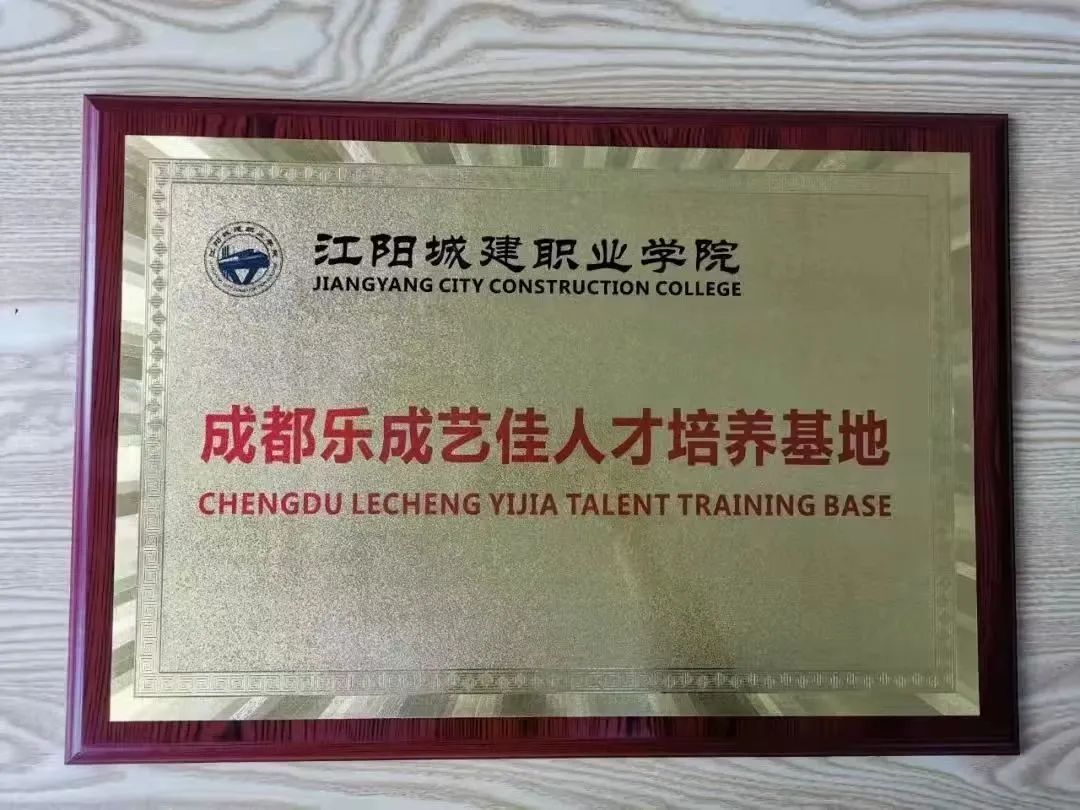 江阳城建职业学院
JIANGYANG CITY CONSTRUCTION COLLEGE
成都乐成艺佳人才培养基地
CHENGDU LECHENG YIJIA TALENT TRAINING BASE